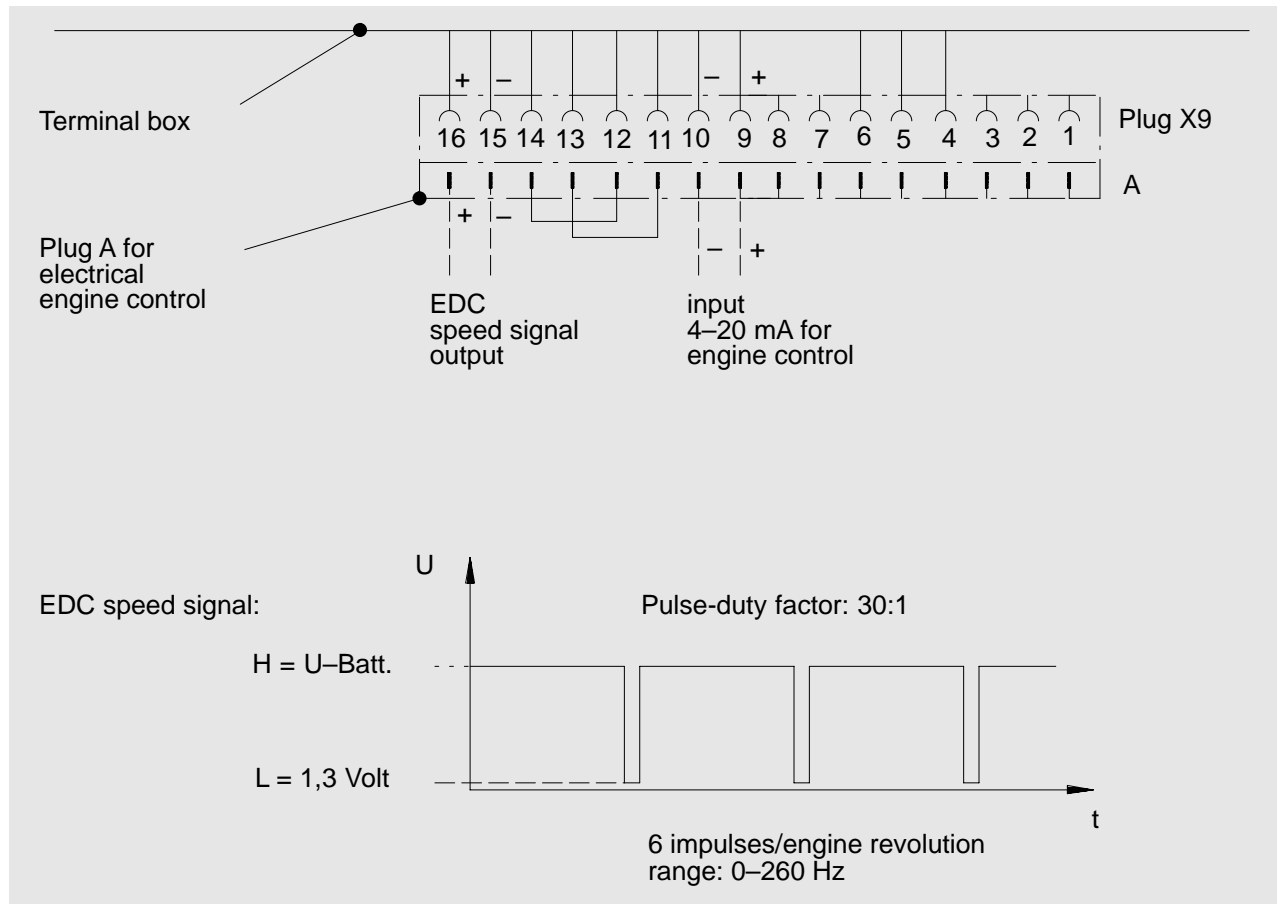 + – – +
Terminal box
16 15 14 13 12 11 10 9 8 7 6 5 4 3 2 1
Plug X9
A
+ –
– +
Plug A for
electrical
engine control
EDC
speed signal
output
input
4–20 mA for
engine control
U
EDC speed signal:
Pulse-duty factor: 30:1
H = U–Batt.
L = 1,3 Volt
t
6 impulses/engine revolution
range: 0–260 Hz